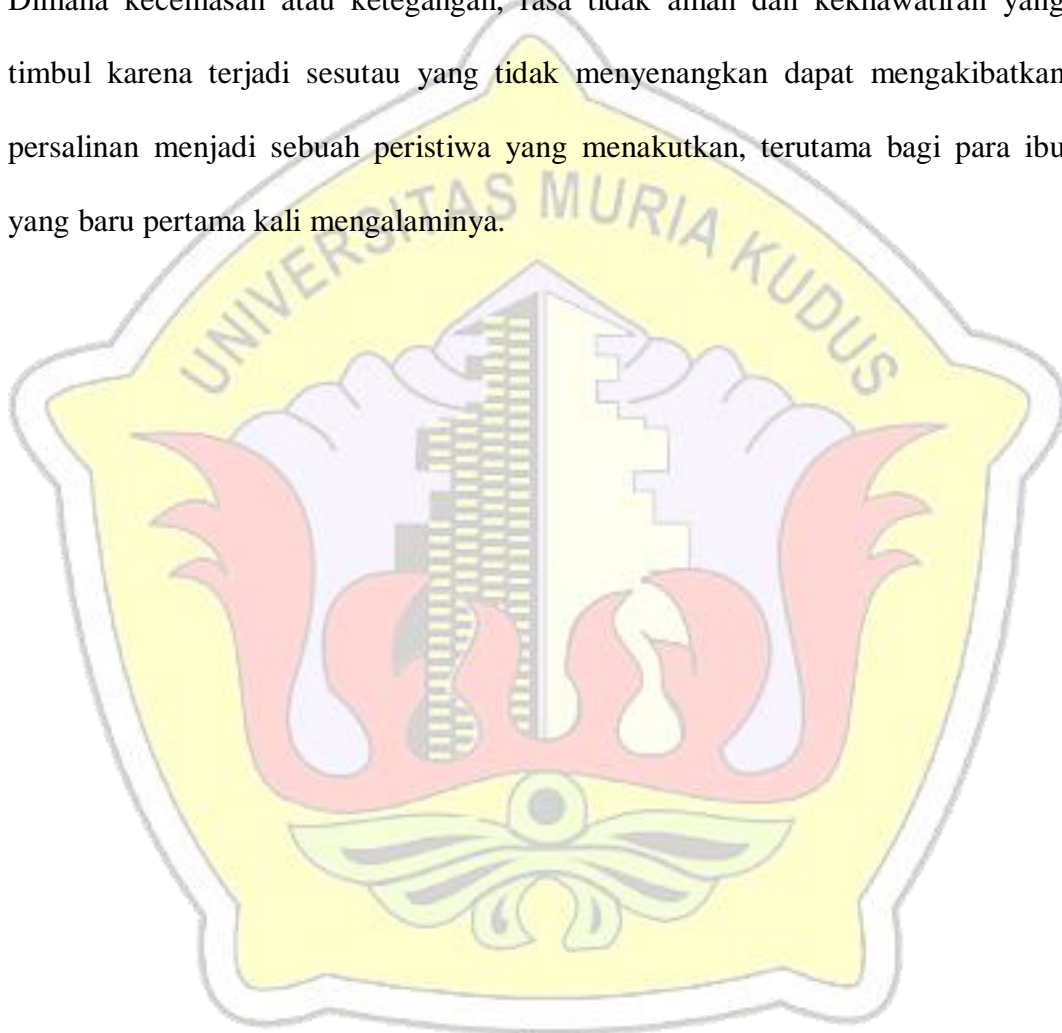 Dimana kecemasan atau ketegangan, rasa tidak aman dan kekhawatiran yang
timbul karena terjadi sesutau yang tidak menyenangkan dapat mengakibatkan
persalinan menjadi sebuah peristiwa yang menakutkan, terutama bagi para ibu
yang baru pertama kali mengalaminya.
UNIVERSITAS MURIA KUDUS